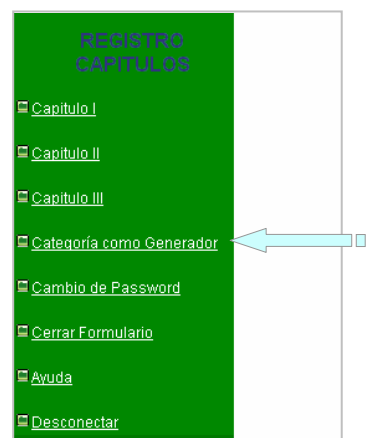 REGISTRO
CAPITULOS
Capitulo I
Capitulo II
Capitulo III
Categoría como Generador
Cambio de Password
Cerrar Formulario
Ayuda
Desconectar